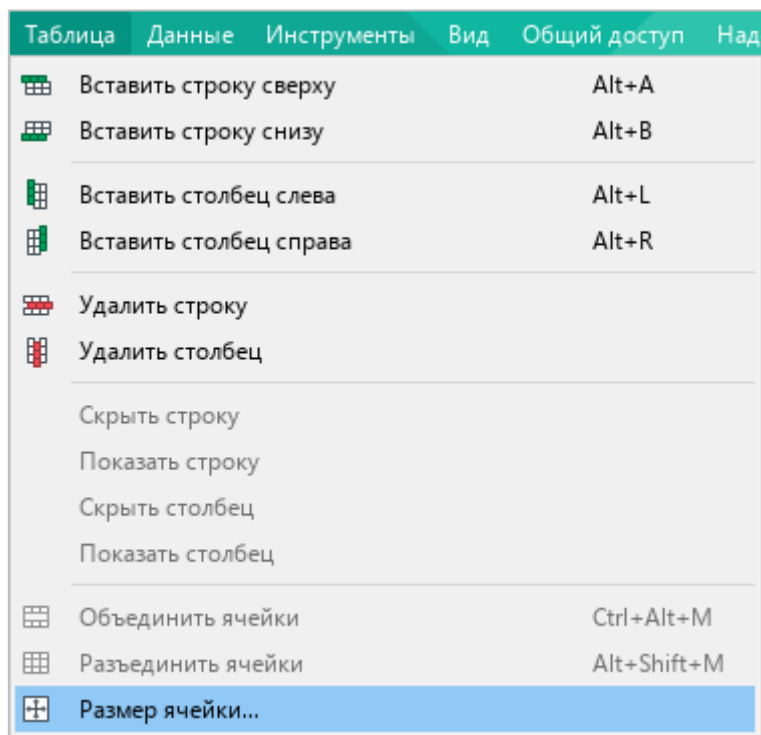 Таблица Данные Инструменты Вид Общий доступ Над
Вставить строку сверху Alt+A
Вставить строку снизу Alt+B
Вставить столбец слева Alt+L
Вставить столбец справа Alt+R
Удалить строку
Удалить столбец
Скрыть строку
Показать строку
Скрыть столбец
Показать столбец
Объединить ячейки Ctrl+Alt+M
Разъединить ячейки Alt+Shift+M
Размер ячейки...